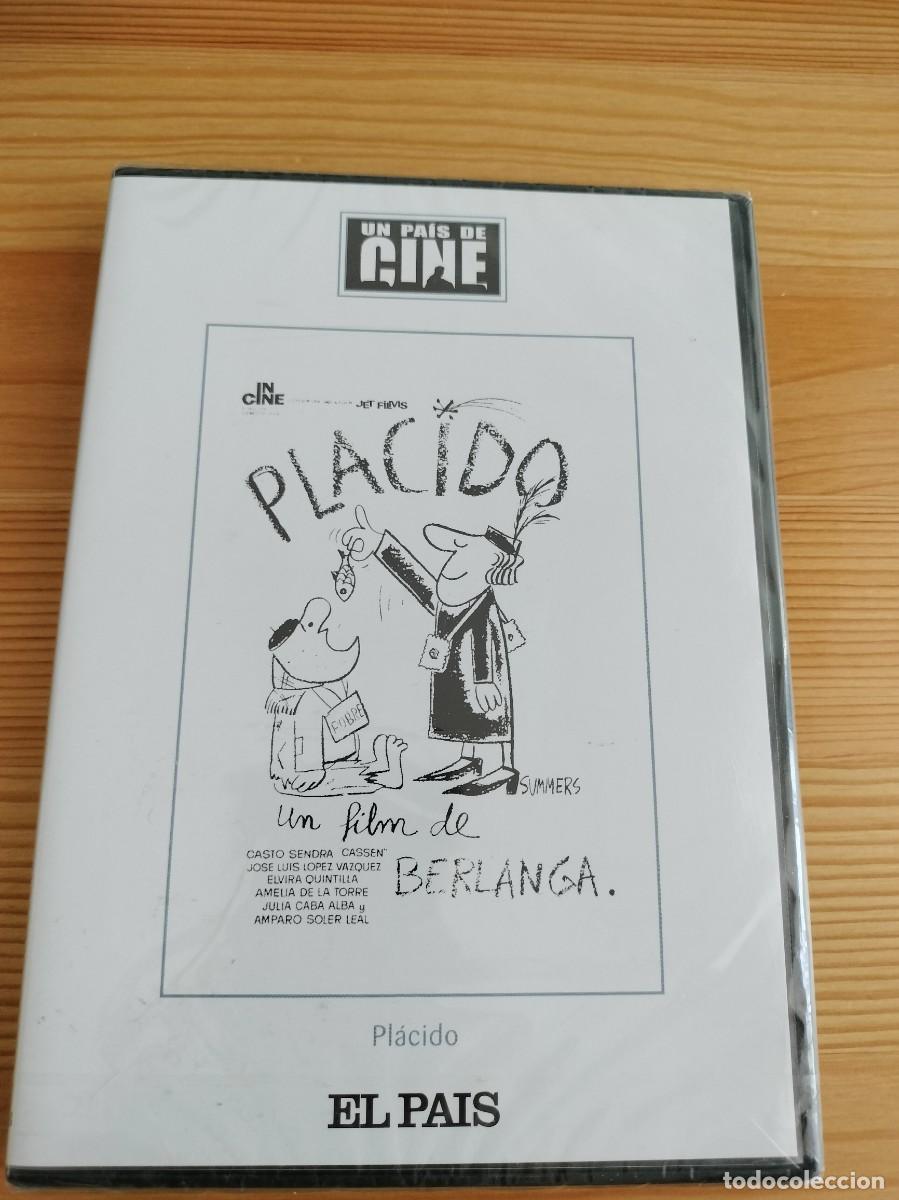 UN PAÍS DE
CINE
IN
CINE
JET FILMS
PLACIDO
POBRE
SUMMERS
un film de
BERLANGA.
CASTO SENDRA CASSEN"
JOSE LUIS LOPEZ VAZQUEZ
ELVIRA QUINTILLA
AMELIA DE LA TORRE
JULIA CABA ALBA y
AMPARO SOLER LEAL
Plácido
EL PAIS
todocoleccion